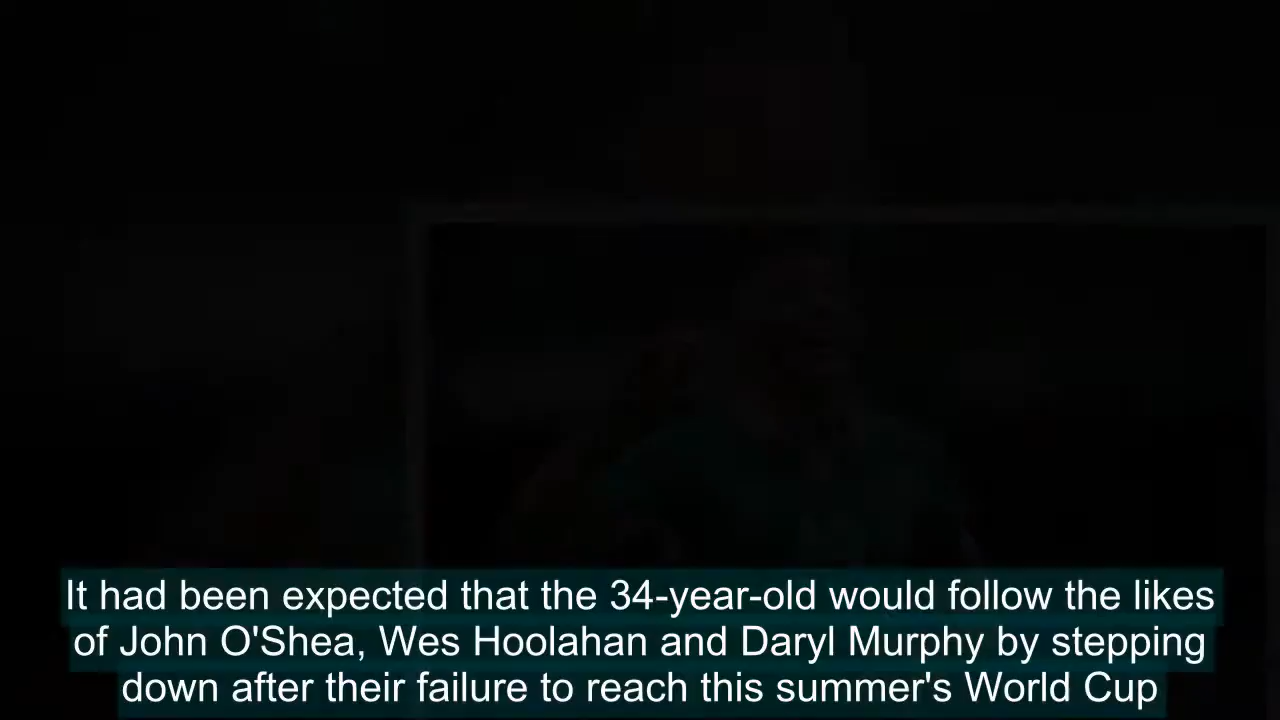 It had been expected that the 34-year-old would follow the likes
of John O'Shea, Wes Hoolahan and Daryl Murphy by stepping
down after their failure to reach this summer's World Cup